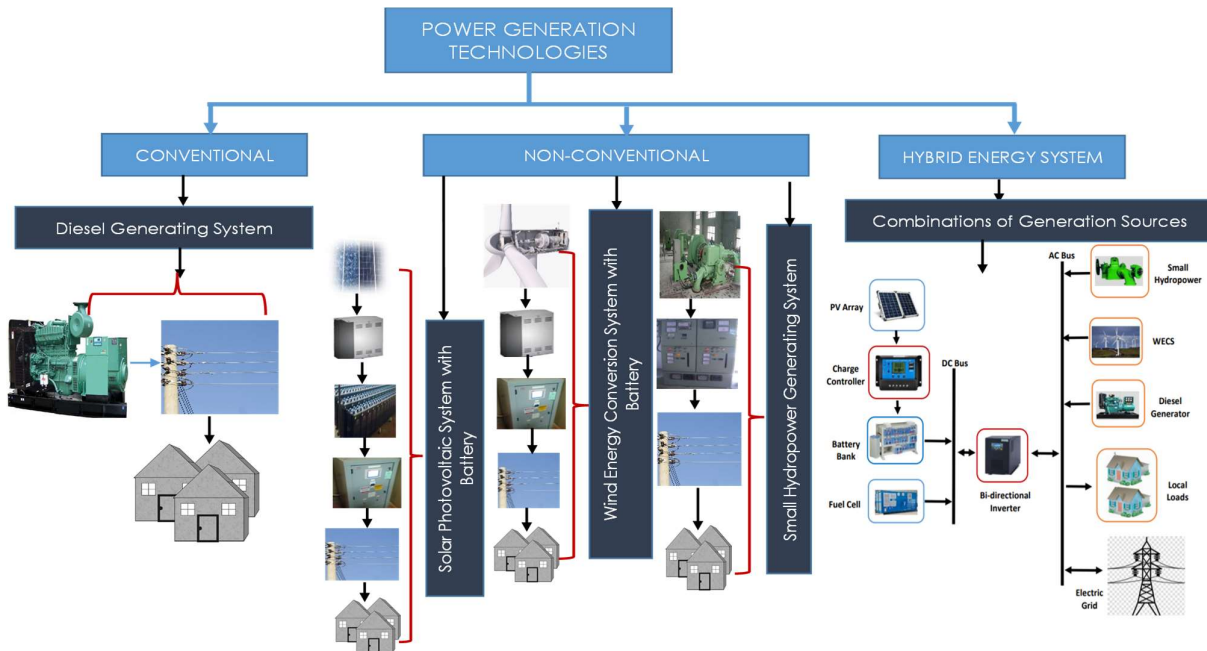 POWER GENERATION
TECHNOLOGIES
CONVENTIONAL
NON-CONVENTIONAL
HYBRID ENERGY SYSTEM
Diesel Generating System
Solar Photovoltaic System with
Battery
Wind Energy Conversion System with
Battery
Small Hydropower Generating System
Combinations of Generation Sources
AC Bus
Small
Hydropower
PV Array
WECS
Charge
Controller
DC Bus
Diesel
Generator
Battery
Bank
Bi-directional
Inverter
Local
Loads
Fuel Cell
Electric
Grid